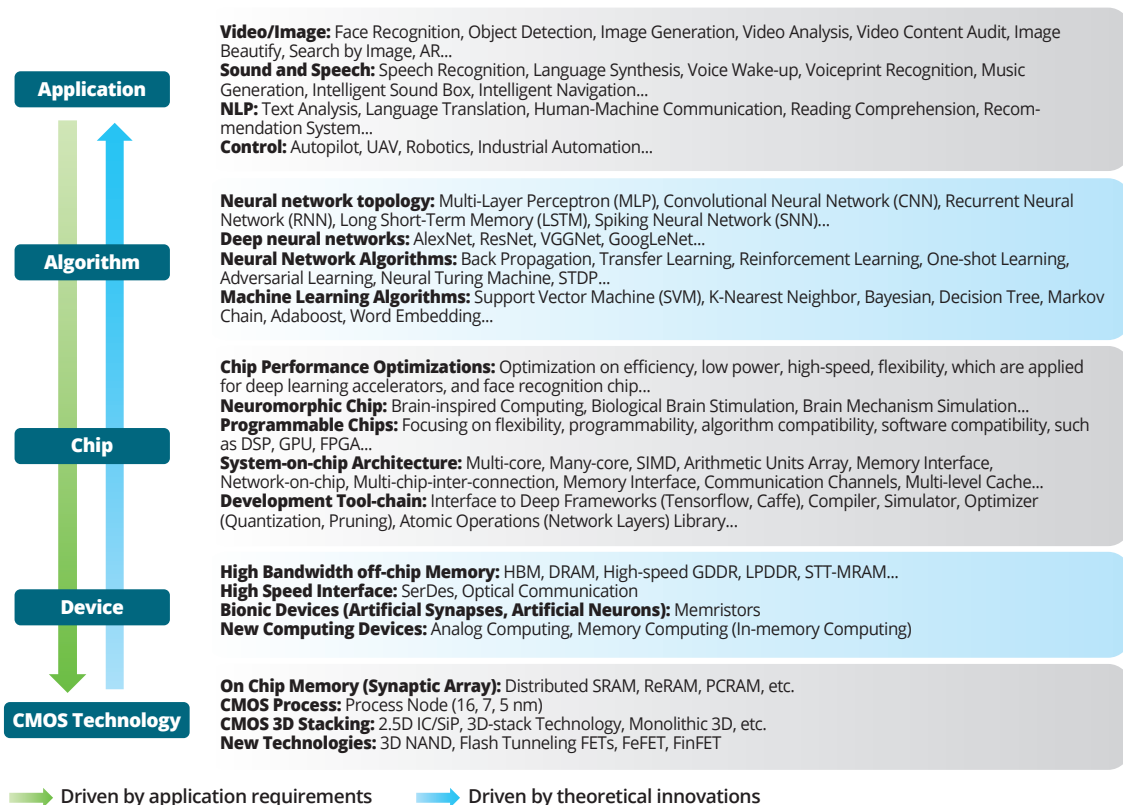 Application
Video/Image: Face Recognition, Object Detection, Image Generation, Video Analysis, Video Content Audit, Image
Beautify, Search by Image, AR...
Sound and Speech: Speech Recognition, Language Synthesis, Voice Wake-up, Voiceprint Recognition, Music
Generation, Intelligent Sound Box, Intelligent Navigation...
NLP: Text Analysis, Language Translation, Human-Machine Communication, Reading Comprehension, Recom-
mendation System...
Control: Autopilot, UAV, Robotics, Industrial Automation...
Algorithm
Neural network topology: Multi-Layer Perceptron (MLP), Convolutional Neural Network (CNN), Recurrent Neural
Network (RNN), Long Short-Term Memory (LSTM), Spiking Neural Network (SNN)...
Deep neural networks: AlexNet, ResNet, VGGNet, GoogLeNet...
Neural Network Algorithms: Back Propagation, Transfer Learning, Reinforcement Learning, One-shot Learning,
Adversarial Learning, Neural Turing Machine, STDP...
Machine Learning Algorithms: Support Vector Machine (SVM), K-Nearest Neighbor, Bayesian, Decision Tree, Markov
Chain, Adaboost, Word Embedding...
Chip
Chip Performance Optimizations: Optimization on efficiency, low power, high-speed, flexibility, which are applied
for deep learning accelerators, and face recognition chip...
Neuromorphic Chip: Brain-inspired Computing, Biological Brain Stimulation, Brain Mechanism Simulation...
Programmable Chips: Focusing on flexibility, programmability, algorithm compatibility, software compatibility, such
as DSP, GPU, FPGA...
System-on-chip Architecture: Multi-core, Many-core, SIMD, Arithmetic Units Array, Memory Interface,
Network-on-chip, Multi-chip-inter-connection, Memory Interface, Communication Channels, Multi-level Cache...
Development Tool-chain: Interface to Deep Frameworks (Tensorflow, Caffe), Compiler, Simulator, Optimizer
(Quantization, Pruning), Atomic Operations (Network Layers) Library...
Device
High Bandwidth off-chip Memory: HBM, DRAM, High-speed GDDR, LPDDR, STT-MRAM...
High Speed Interface: SerDes, Optical Communication
Bionic Devices (Artificial Synapses, Artificial Neurons): Memristors
New Computing Devices: Analog Computing, Memory Computing (In-memory Computing)
CMOS Technology
On Chip Memory (Synaptic Array): Distributed SRAM, ReRAM, PCRAM, etc.
CMOS Process: Process Node (16, 7, 5 nm)
CMOS 3D Stacking: 2.5D IC/SiP, 3D-stack Technology, Monolithic 3D, etc.
New Technologies: 3D NAND, Flash Tunneling FETs, FeFET, FinFET
Driven by application requirements
Driven by theoretical innovations